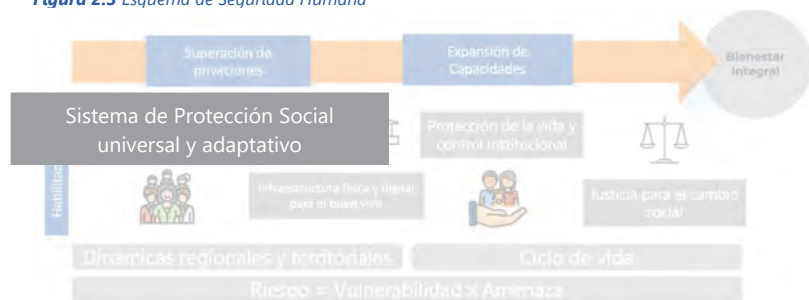 Figura 2.3 Esquema de Seguridad Humana
Superación de
privaciones
Expansión de
Capacidades
Bienestar
Integral
Sistema de Protección Social
universal y adaptativo
Protección de la vida y
control institucional
Infraestructura física y digital
para el buen vivir
Justicia para el cambio
social
Dinámicas regionales y territoriales
Ciclo de vida
Riesgo = Vulnerabilidad x Amenaza